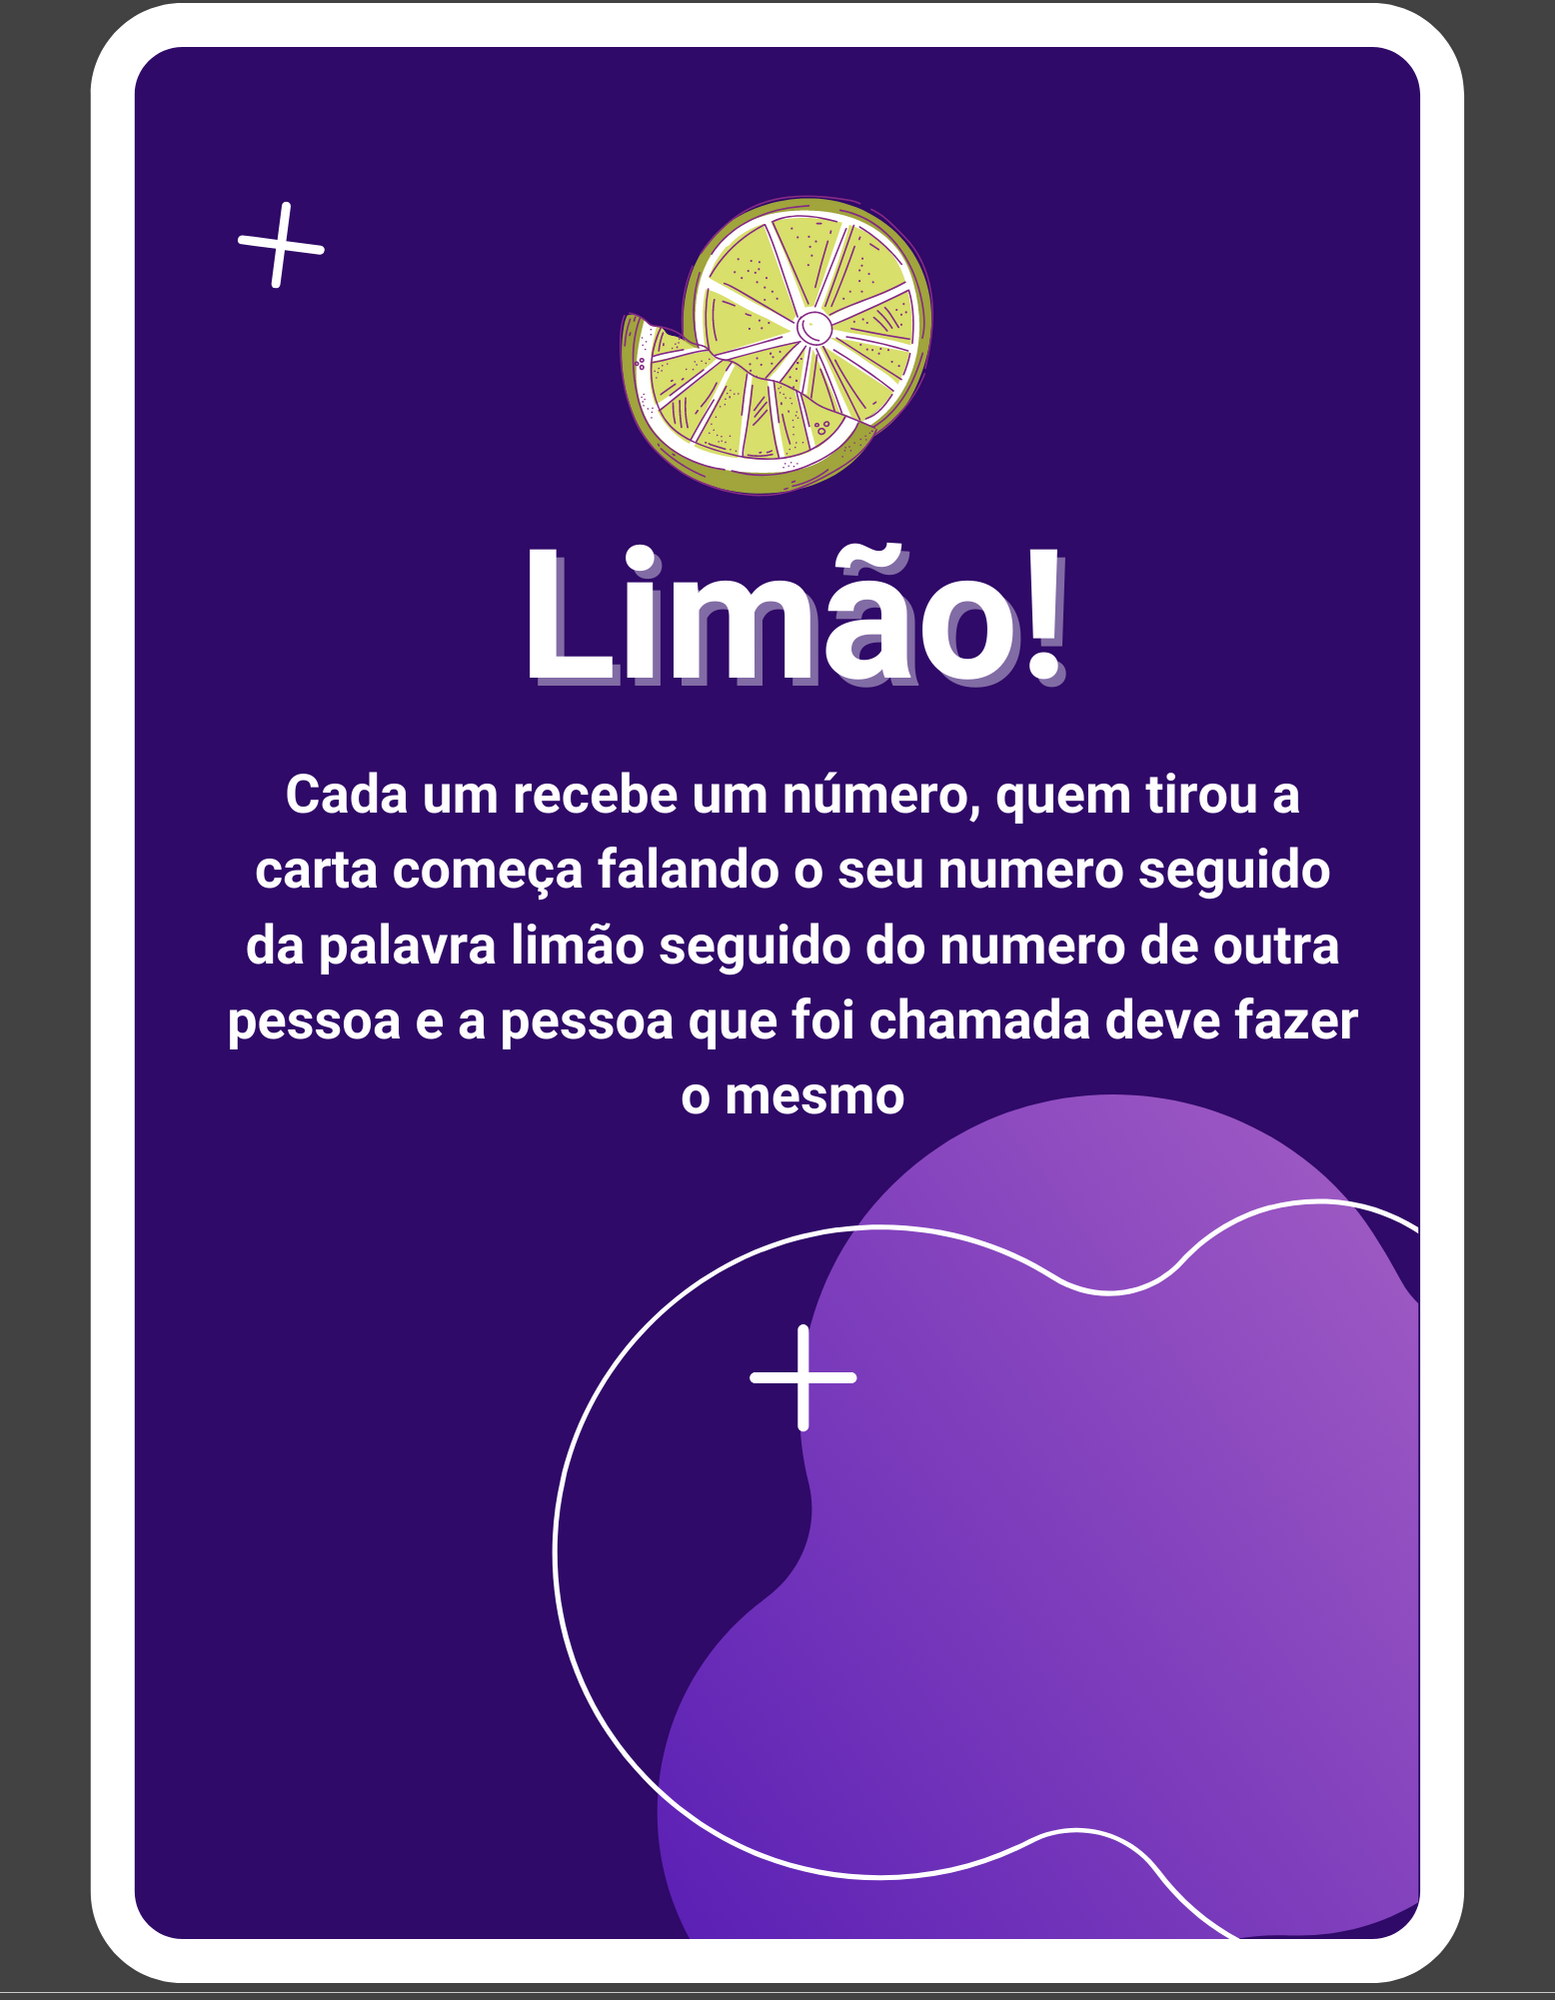 Limão!
Cada um recebe um número, quem tirou a
carta começa falando o seu numero seguido
da palavra limão seguido do numero de outra
pessoa e a pessoa que foi chamada deve fazer
o mesmo